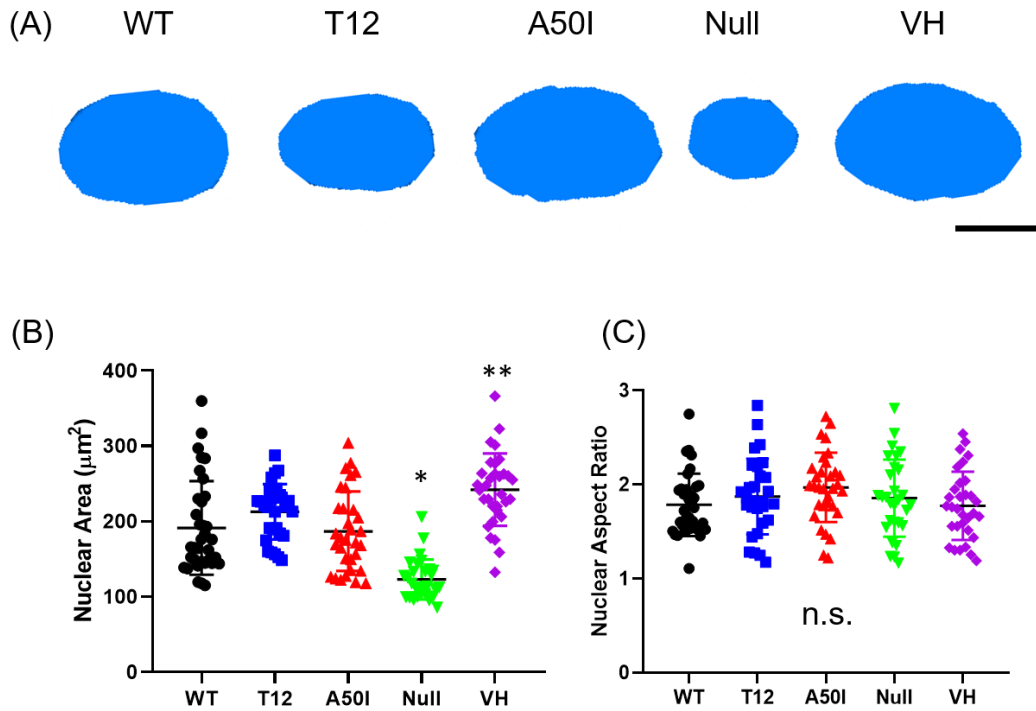 (A) WT T12 A50I Null VH
(B)
Nuclear Area (μm2)
400
300
200
100
0
*
**
WT T12 A50I Null VH
(C)
Nuclear Aspect Ratio
3
2
1
0
n.s.
WT T12 A50I Null VH